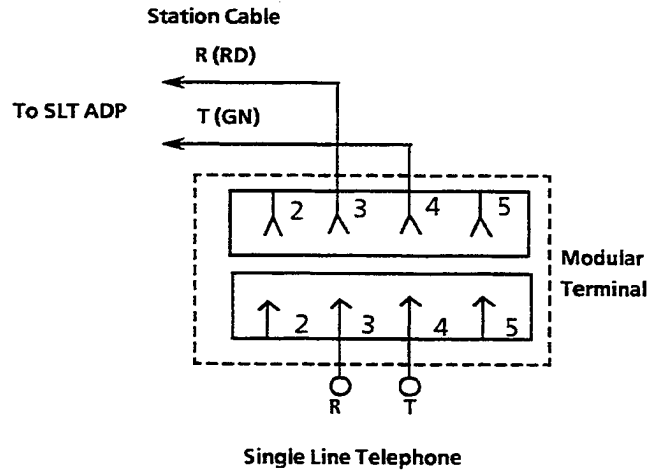 Station Cable
R (RD)
To SLT ADP
T (GN)
2 3 4 5
Modular
Terminal
2 3 4 5
R T
Single Line Telephone